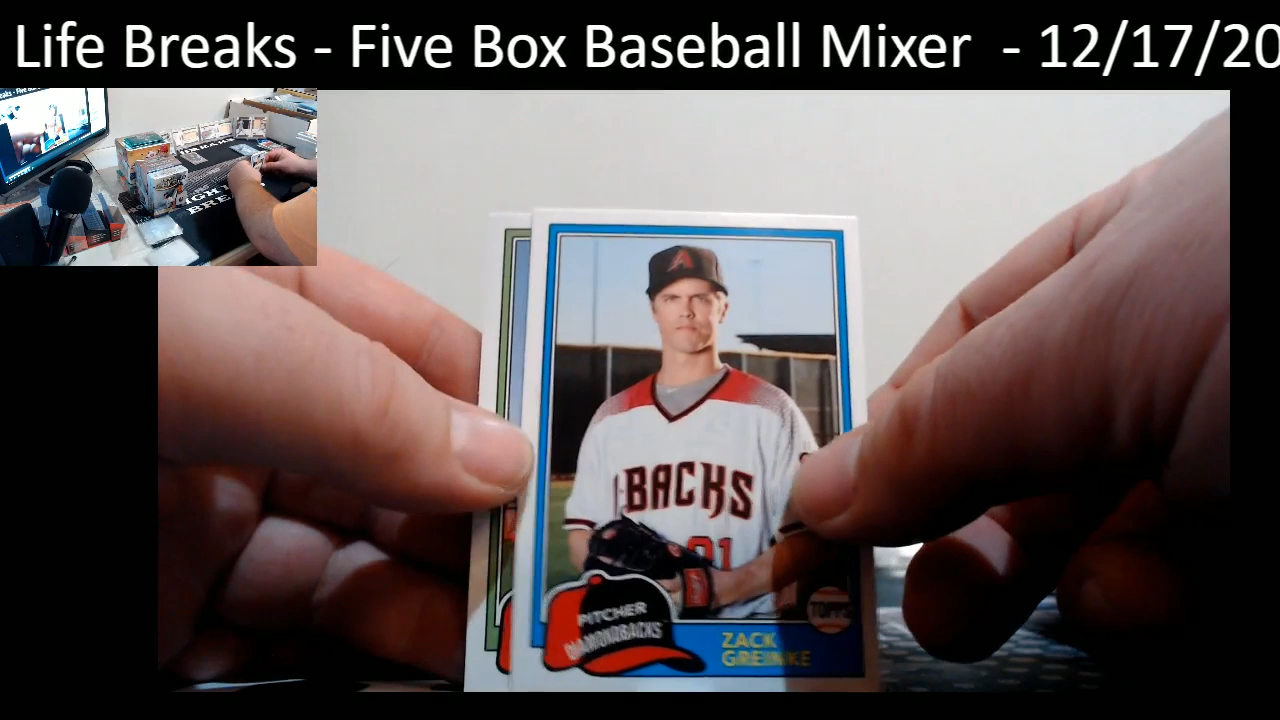 Life Breaks - Five Box Baseball Mixer - 12/17/20
-BACKS
PITCHER
DIAMONDBACKS
TOPPS
ZACK
GREINKE